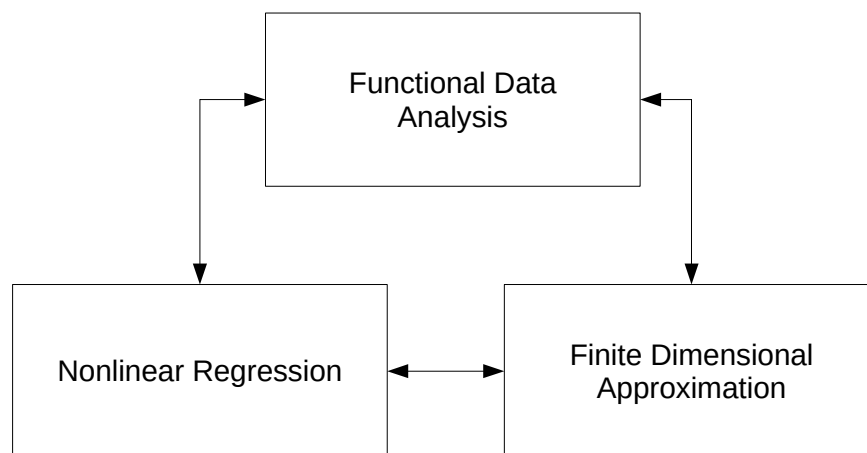 Functional Data
Analysis
Nonlinear Regression
Finite Dimensional
Approximation